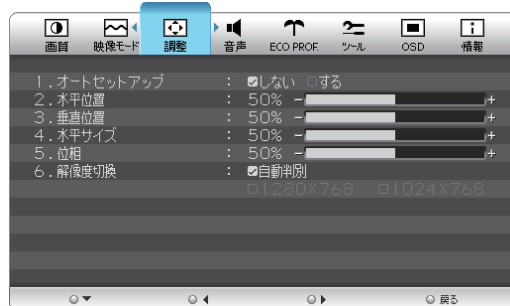 画質 映像モード 調整 音声 ECO PROF. ツール OSD 情報
1.オートセットアップ : しない する
2.水平位置 : 50% - +
3.垂直位置 : 50% - +
4.水平サイズ : 50% - +
5.位相 : 50% - +
6.解像度切換 : 自動判別
1280X768 1024X768
戻る